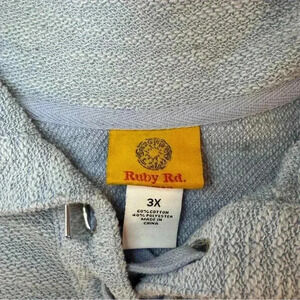 Ruby Rd.
3X
60% COTTON
40% POLYESTER
MADE IN
CHINA